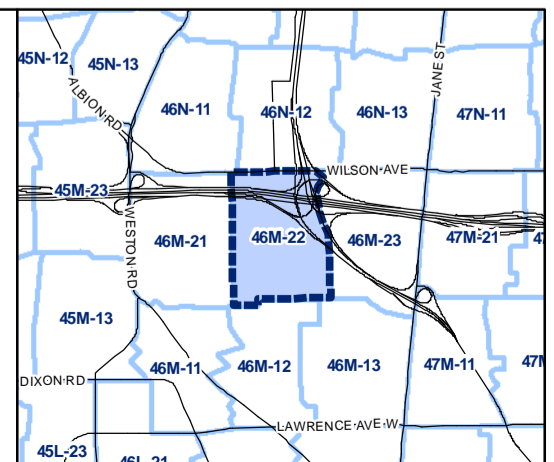 45N-12
45N-13
ALBION RD
46N-11
46N-12
46N-13
JANE ST
47N-11
WILSON AVE
45M-23
WESTON RD
46M-21
46M-22
46M-23
47M-21
45M-13
46M-11
46M-12
46M-13
47M-11
DIXON RD
LAWRENCE AVE W
45L-23